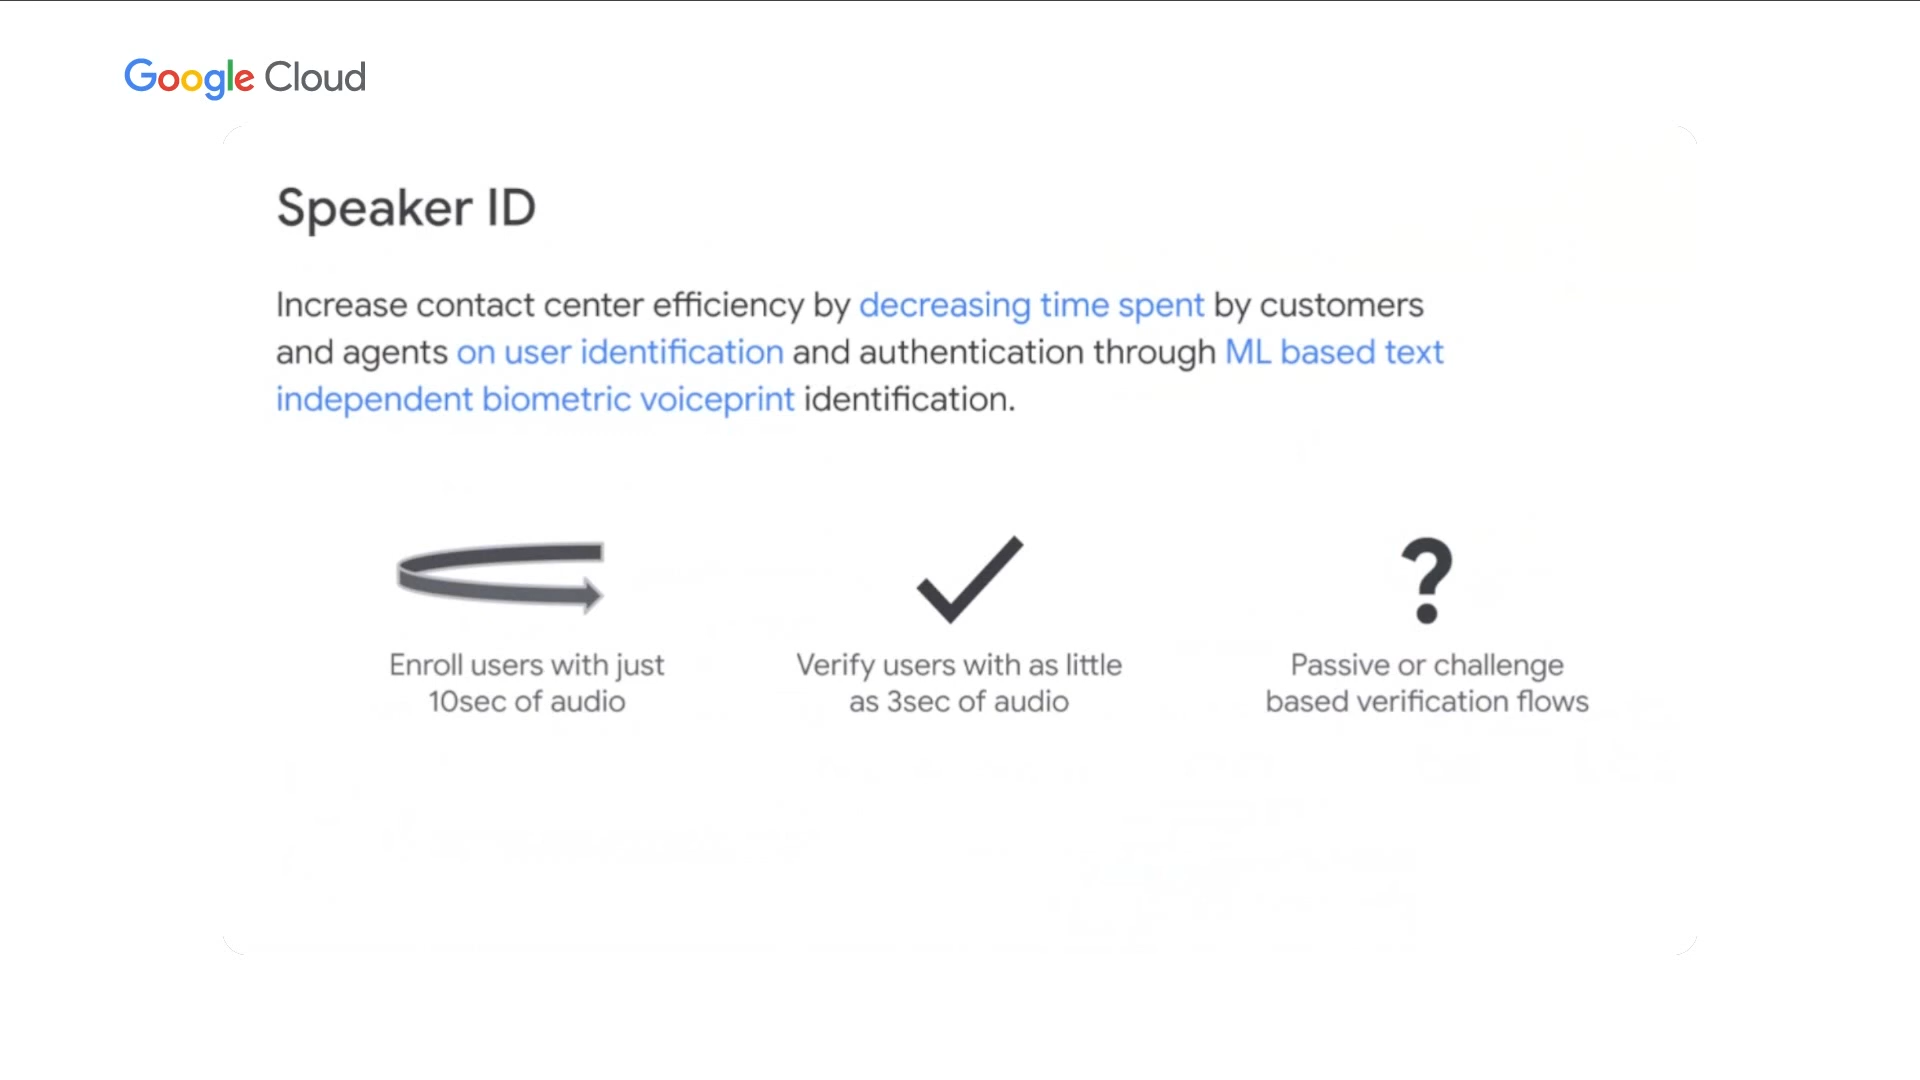 Google Cloud
Speaker ID
Increase contact center efficiency by decreasing time spent by customers
and agents on user identification and authentication through ML based text
independent biometric voiceprint identification.
Enroll users with just
10sec of audio
Verify users with as little
as 3sec of audio
Passive or challenge
based verification flows